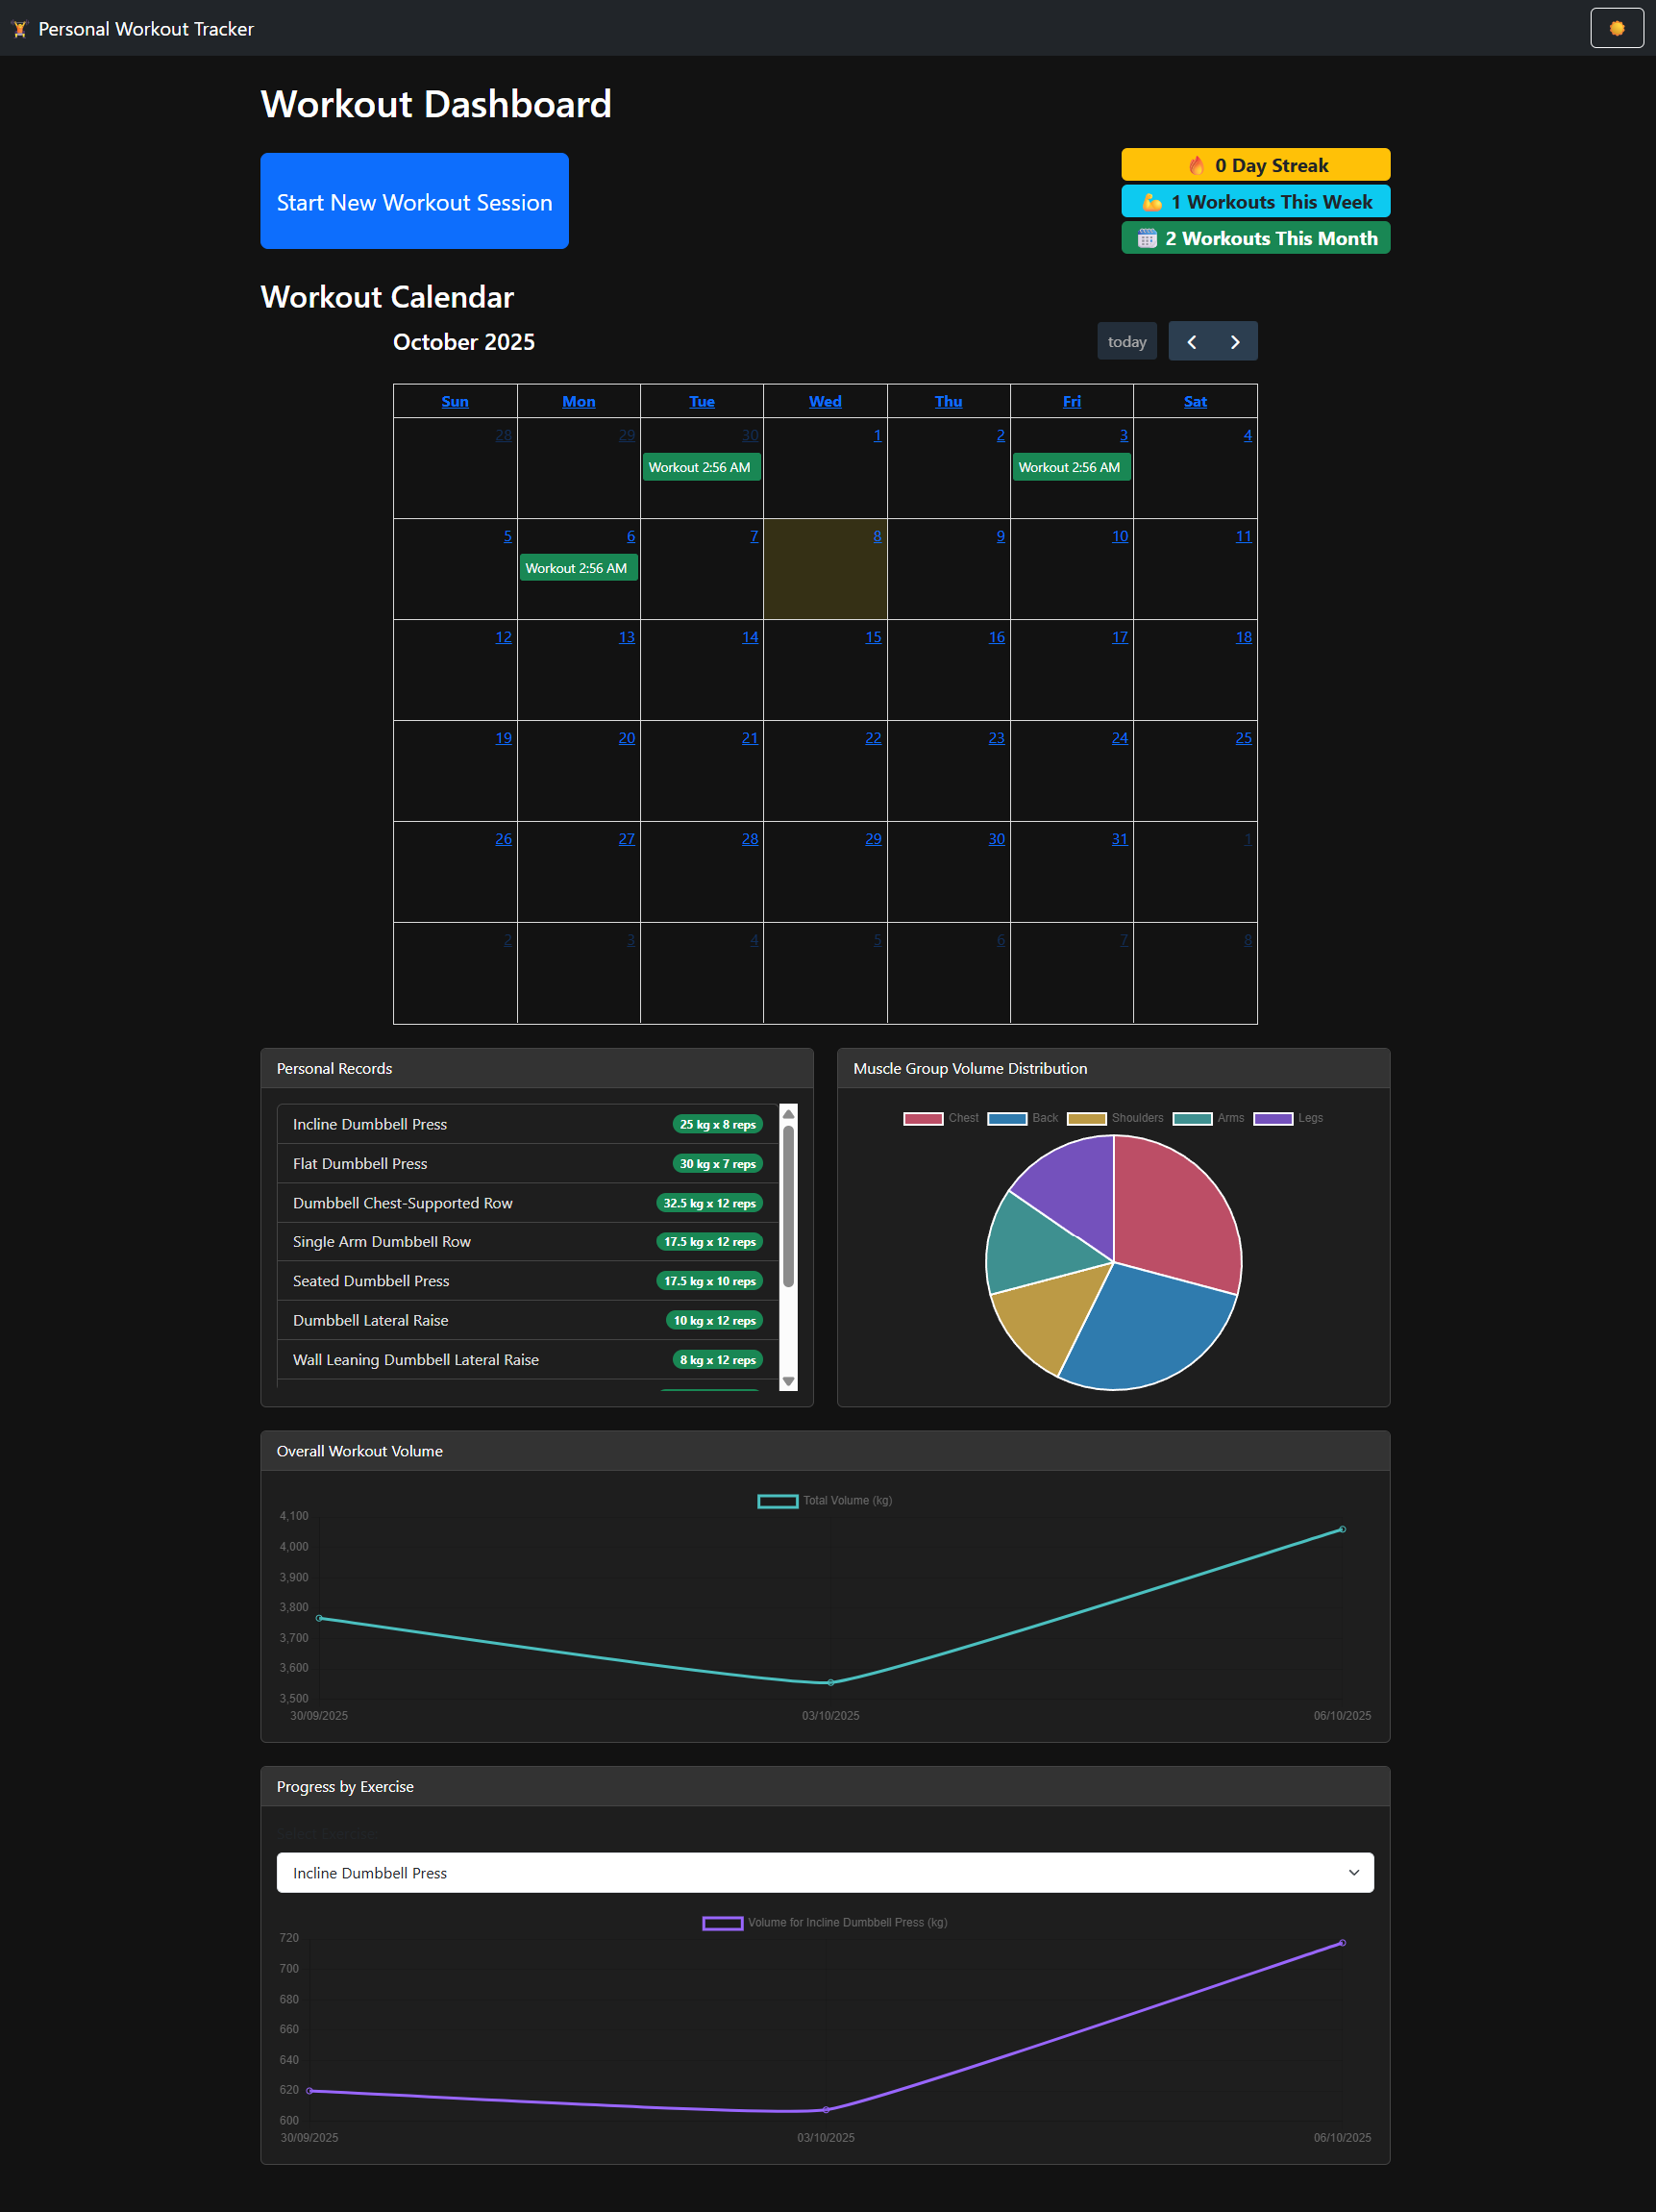 Personal Workout Tracker
Workout Dashboard
Start New Workout Session
0 Day Streak
1 Workouts This Week
2 Workouts This Month
Workout Calendar
October 2025
today
Sun Mon Tue Wed Thu Fri Sat
28 29 30 1 2 3 4
Workout 2:56 AM Workout 2:56 AM
5 6 7 8 9 10 11
Workout 2:56 AM
12 13 14 15 16 17 18
19 20 21 22 23 24 25
26 27 28 29 30 31 1
2 3 4 5 6 7 8
Personal Records
Incline Dumbbell Press 25 kg x 8 reps
Flat Dumbbell Press 30 kg x 7 reps
Dumbbell Chest-Supported Row 32.5 kg x 12 reps
Single Arm Dumbbell Row 17.5 kg x 12 reps
Seated Dumbbell Press 17.5 kg x 10 reps
Dumbbell Lateral Raise 10 kg x 12 reps
Wall Leaning Dumbbell Lateral Raise 8 kg x 12 reps
Muscle Group Volume Distribution
Chest Back Shoulders Arms Legs
Overall Workout Volume
Total Volume (kg)
4,100
4,000
3,900
3,800
3,700
3,600
3,500
30/09/2025 03/10/2025 06/10/2025
Progress by Exercise
Select Exercise:
Incline Dumbbell Press
Volume for Incline Dumbbell Press (kg)
720
700
680
660
640
620
600
30/09/2025 03/10/2025 06/10/2025